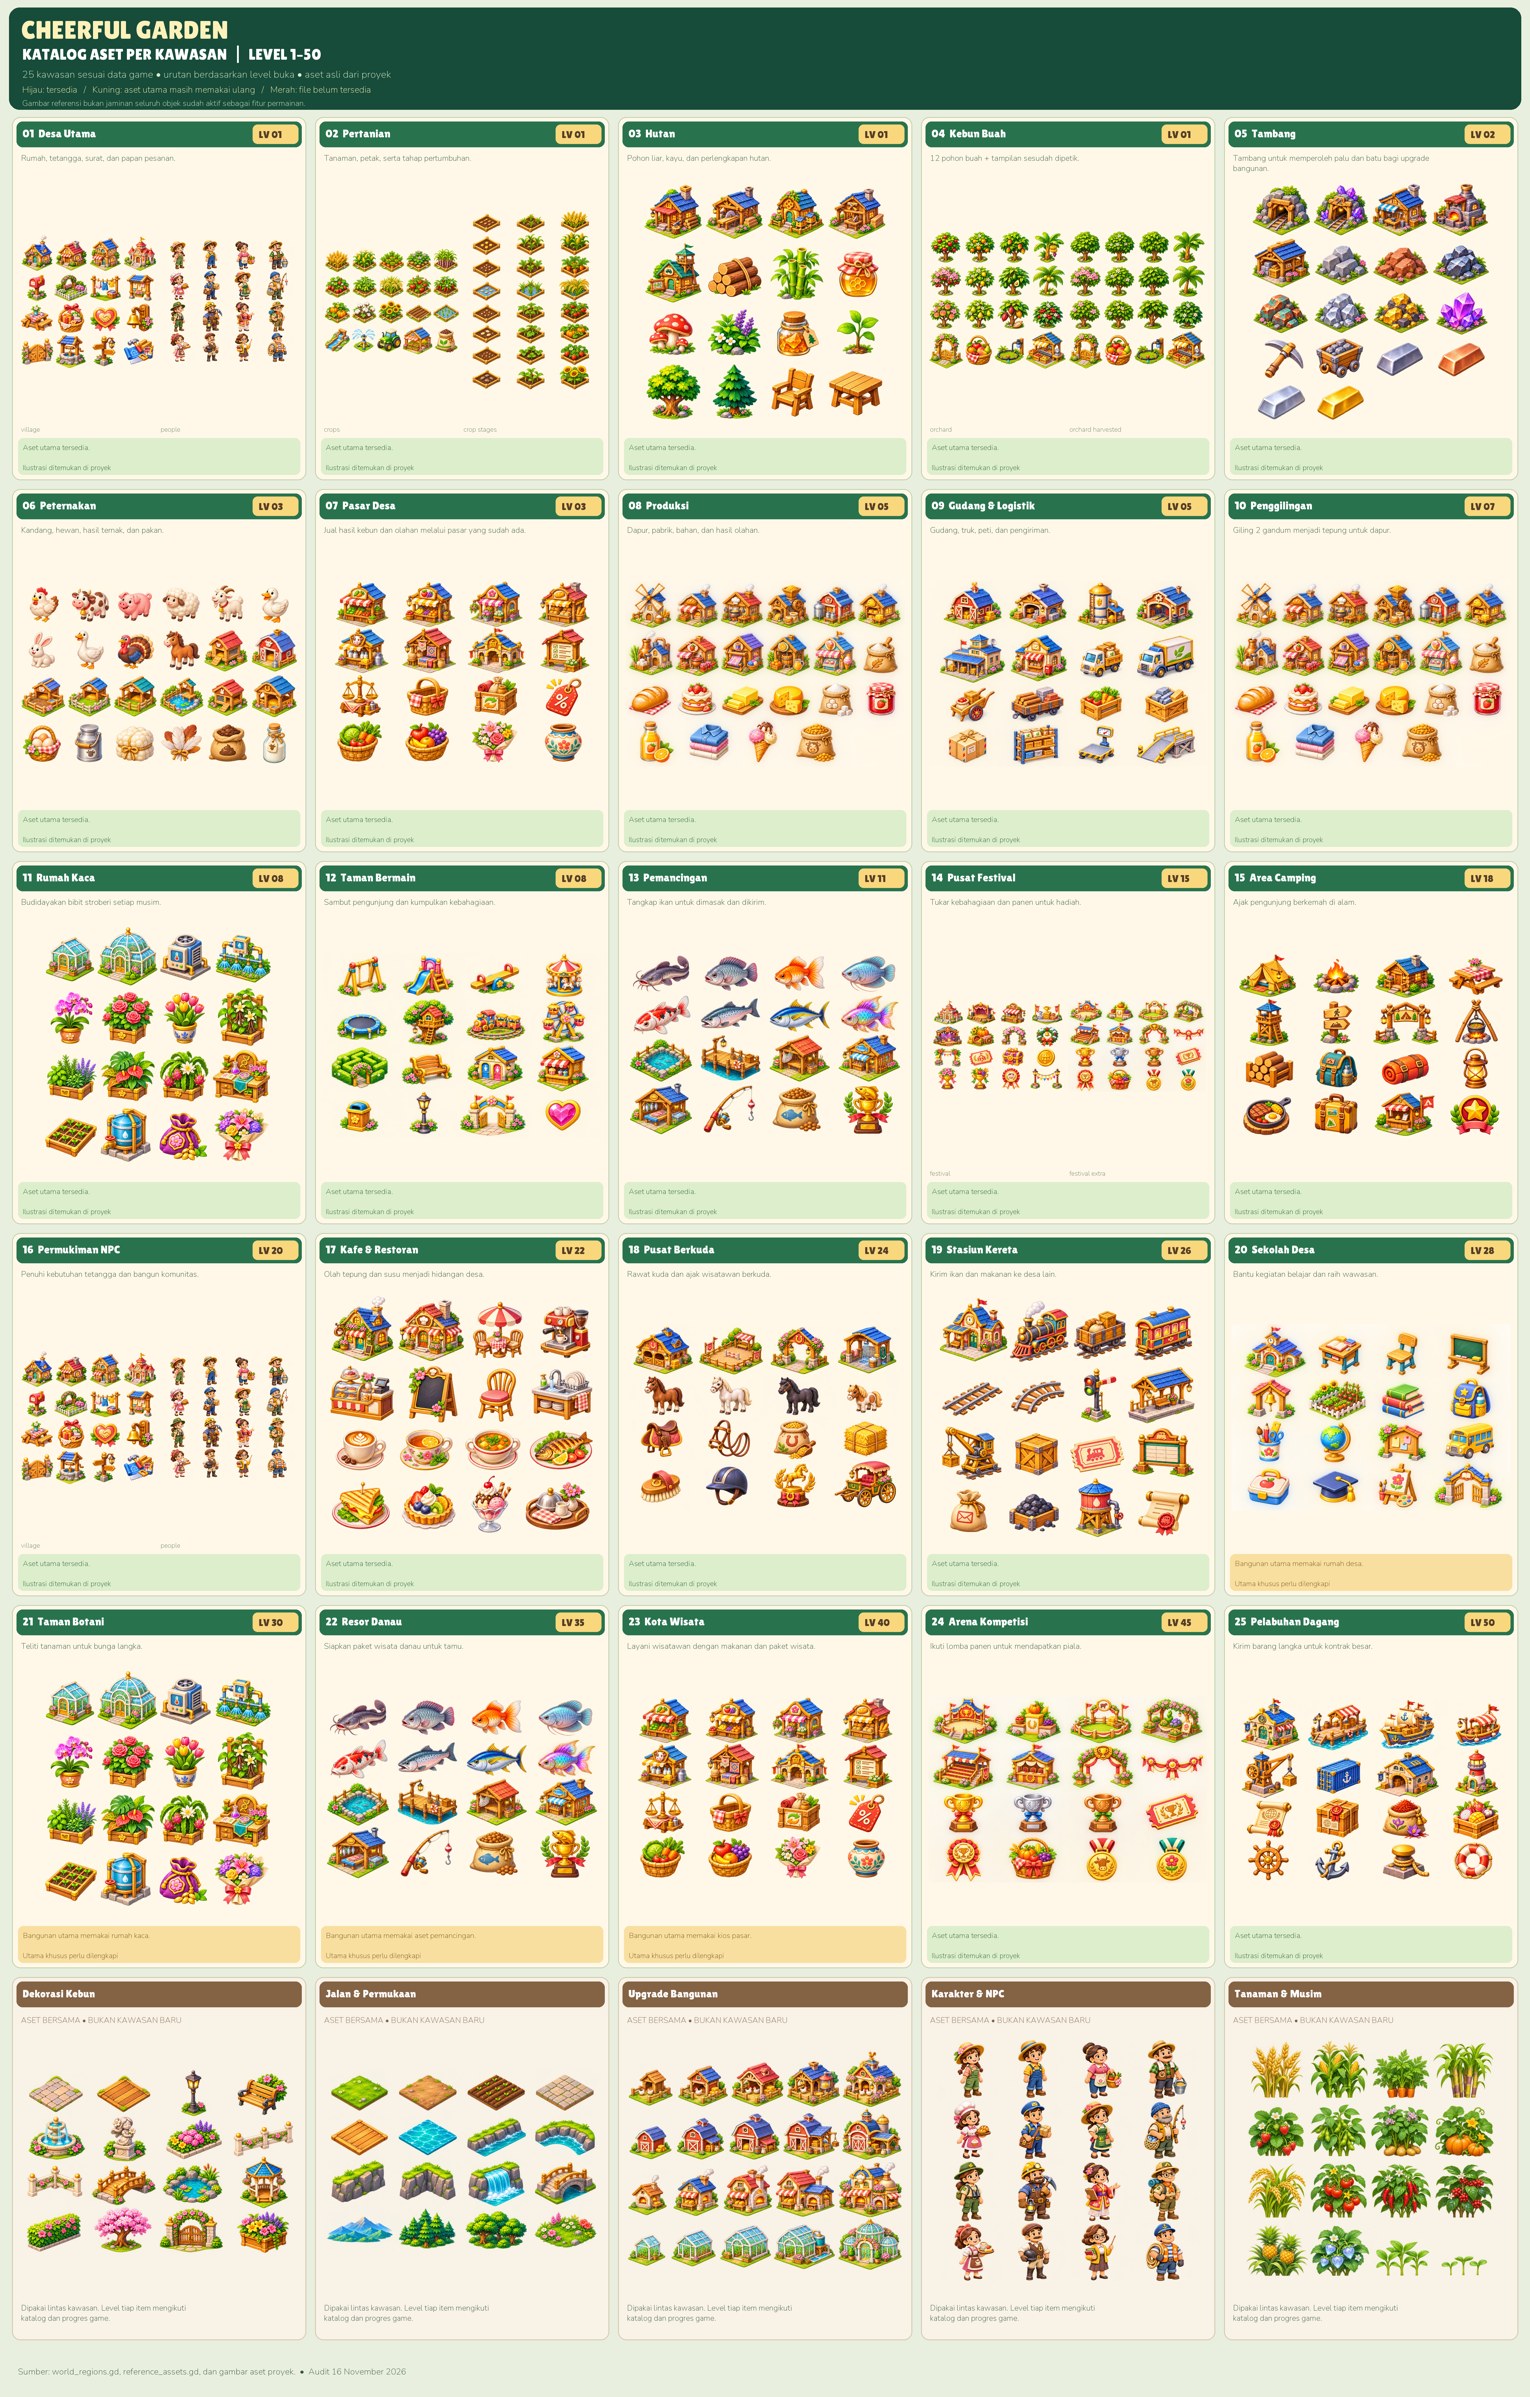 CHEERFUL GARDEN
KATALOG ASET PER KAWASAN | LEVEL 1-50
25 kawasan sesuai data game • urutan berdasarkan level buka • aset asli dari proyek
Hijau: tersedia / Kuning: aset utama masih memakai ulang / Merah: file belum tersedia
Gambar referensi bukan jaminan seluruh objek sudah aktif sebagai fitur permainan.
01 Desa Utama
LV 01
Rumah, tetangga, surat, dan papan pesanan.
village
people
Aset utama tersedia.
Ilustrasi ditemukan di proyek
02 Pertanian
LV 01
Tanaman, petak, serta tahap pertumbuhan.
crops
crop stages
Aset utama tersedia.
Ilustrasi ditemukan di proyek
03 Hutan
LV 01
Pohon liar, kayu, dan perlengkapan hutan.
Aset utama tersedia.
Ilustrasi ditemukan di proyek
04 Kebun Buah
LV 01
12 pohon buah + tampilan sesudah dipetik.
orchard
orchard harvested
Aset utama tersedia.
Ilustrasi ditemukan di proyek
05 Tambang
LV 02
Tambang untuk memperoleh palu dan batu bagi upgrade
bangunan.
Aset utama tersedia.
Ilustrasi ditemukan di proyek
06 Peternakan
LV 03
Kandang, hewan, hasil ternak, dan pakan.
Aset utama tersedia.
Ilustrasi ditemukan di proyek
07 Pasar Desa
LV 03
Jual hasil kebun dan olahan melalui pasar yang sudah ada.
Aset utama tersedia.
Ilustrasi ditemukan di proyek
08 Produksi
LV 05
Dapur, pabrik, bahan, dan hasil olahan.
Aset utama tersedia.
Ilustrasi ditemukan di proyek
09 Gudang & Logistik
LV 05
Gudang, truk, peti, dan pengiriman.
Aset utama tersedia.
Ilustrasi ditemukan di proyek
10 Penggilingan
LV 07
Giling 2 gandum menjadi tepung untuk dapur.
Aset utama tersedia.
Ilustrasi ditemukan di proyek
11 Rumah Kaca
LV 08
Budidayakan bibit stroberi setiap musim.
Aset utama tersedia.
Ilustrasi ditemukan di proyek
12 Taman Bermain
LV 08
Sambut pengunjung dan kumpulkan kebahagiaan.
Aset utama tersedia.
Ilustrasi ditemukan di proyek
13 Pemancingan
LV 11
Tangkap ikan untuk dimasak dan dikirim.
Aset utama tersedia.
Ilustrasi ditemukan di proyek
14 Pusat Festival
LV 15
Tukar kebahagiaan dan panen untuk hadiah.
festival
festival extra
Aset utama tersedia.
Ilustrasi ditemukan di proyek
15 Area Camping
LV 18
Ajak pengunjung berkemah di alam.
Aset utama tersedia.
Ilustrasi ditemukan di proyek
16 Permukiman NPC
LV 20
Penuhi kebutuhan tetangga dan bangun komunitas.
village
people
Aset utama tersedia.
Ilustrasi ditemukan di proyek
17 Kafe & Restoran
LV 22
Olah tepung dan susu menjadi hidangan desa.
Aset utama tersedia.
Ilustrasi ditemukan di proyek
18 Pusat Berkuda
LV 24
Rawat kuda dan ajak wisatawan berkuda.
Aset utama tersedia.
Ilustrasi ditemukan di proyek
19 Stasiun Kereta
LV 26
Kirim ikan dan makanan ke desa lain.
Aset utama tersedia.
Ilustrasi ditemukan di proyek
20 Sekolah Desa
LV 28
Bantu kegiatan belajar dan raih wawasan.
Bangunan utama memakai rumah desa.
Utama khusus perlu dilengkapi
21 Taman Botani
LV 30
Teliti tanaman untuk bunga langka.
Bangunan utama memakai rumah kaca.
Utama khusus perlu dilengkapi
22 Resor Danau
LV 35
Siapkan paket wisata danau untuk tamu.
Bangunan utama memakai aset pemancingan.
Utama khusus perlu dilengkapi
23 Kota Wisata
LV 40
Layani wisatawan dengan makanan dan paket wisata.
Bangunan utama memakai kios pasar.
Utama khusus perlu dilengkapi
24 Arena Kompetisi
LV 45
Ikuti lomba panen untuk mendapatkan piala.
Aset utama tersedia.
Ilustrasi ditemukan di proyek
25 Pelabuhan Dagang
LV 50
Kirim barang langka untuk kontrak besar.
Aset utama tersedia.
Ilustrasi ditemukan di proyek
Dekorasi Kebun
ASET BERSAMA • BUKAN KAWASAN BARU
Dipakai lintas kawasan. Level tiap item mengikuti
katalog dan progres game.
Jalan & Permukaan
ASET BERSAMA • BUKAN KAWASAN BARU
Dipakai lintas kawasan. Level tiap item mengikuti
katalog dan progres game.
Upgrade Bangunan
ASET BERSAMA • BUKAN KAWASAN BARU
Dipakai lintas kawasan. Level tiap item mengikuti
katalog dan progres game.
Karakter & NPC
ASET BERSAMA • BUKAN KAWASAN BARU
Dipakai lintas kawasan. Level tiap item mengikuti
katalog dan progres game.
Tanaman & Musim
ASET BERSAMA • BUKAN KAWASAN BARU
Dipakai lintas kawasan. Level tiap item mengikuti
katalog dan progres game.
Sumber: world_regions.gd, reference_assets.gd, dan gambar aset proyek. • Audit 16 November 2026